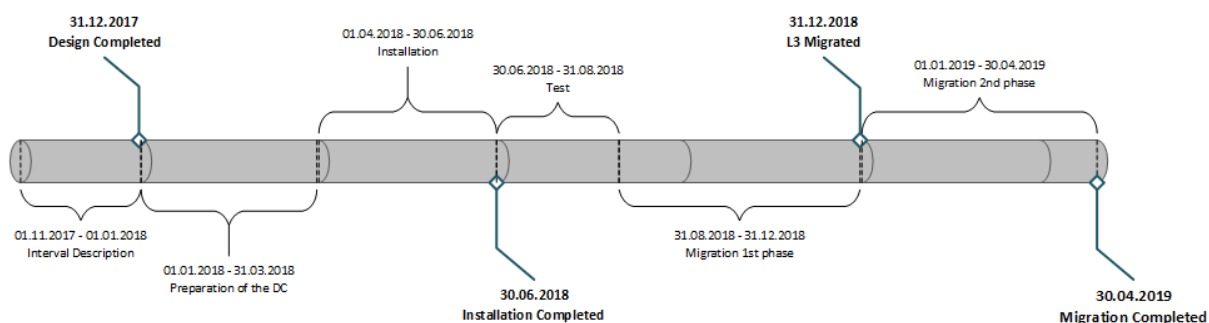 31.12.2017
Design Completed
01.04.2018 - 30.06.2018
Installation
30.06.2018 - 31.08.2018
Test
31.12.2018
L3 Migrated
01.01.2019 - 30.04.2019
Migration 2nd phase
01.11.2017 - 01.01.2018
Interval Description
01.01.2018 - 31.03.2018
Preparation of the DC
30.06.2018
Installation Completed
31.08.2018 - 31.12.2018
Migration 1st phase
30.04.2019
Migration Completed